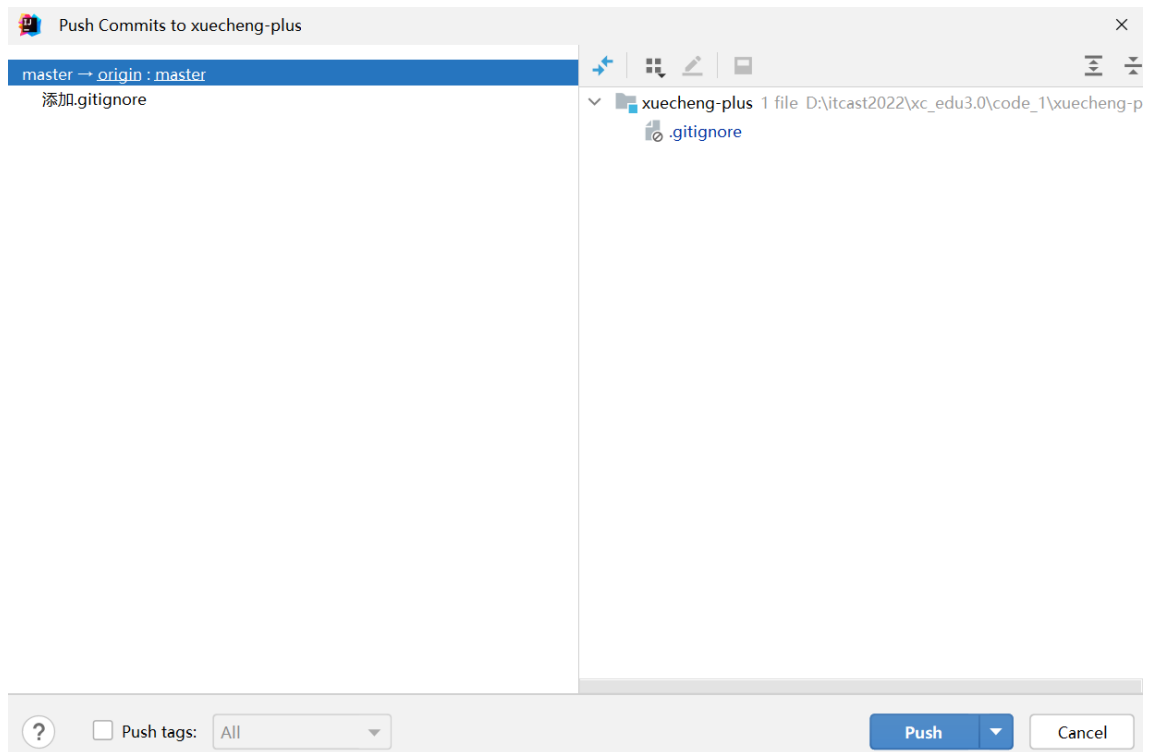 Push Commits to xuecheng-plus
master → origin : master
添加.gitignore
xuecheng-plus 1 file D:\itcast2022\xc_edu3.0\code_1\xuecheng-p
.gitignore
? Push tags: All Push Cancel